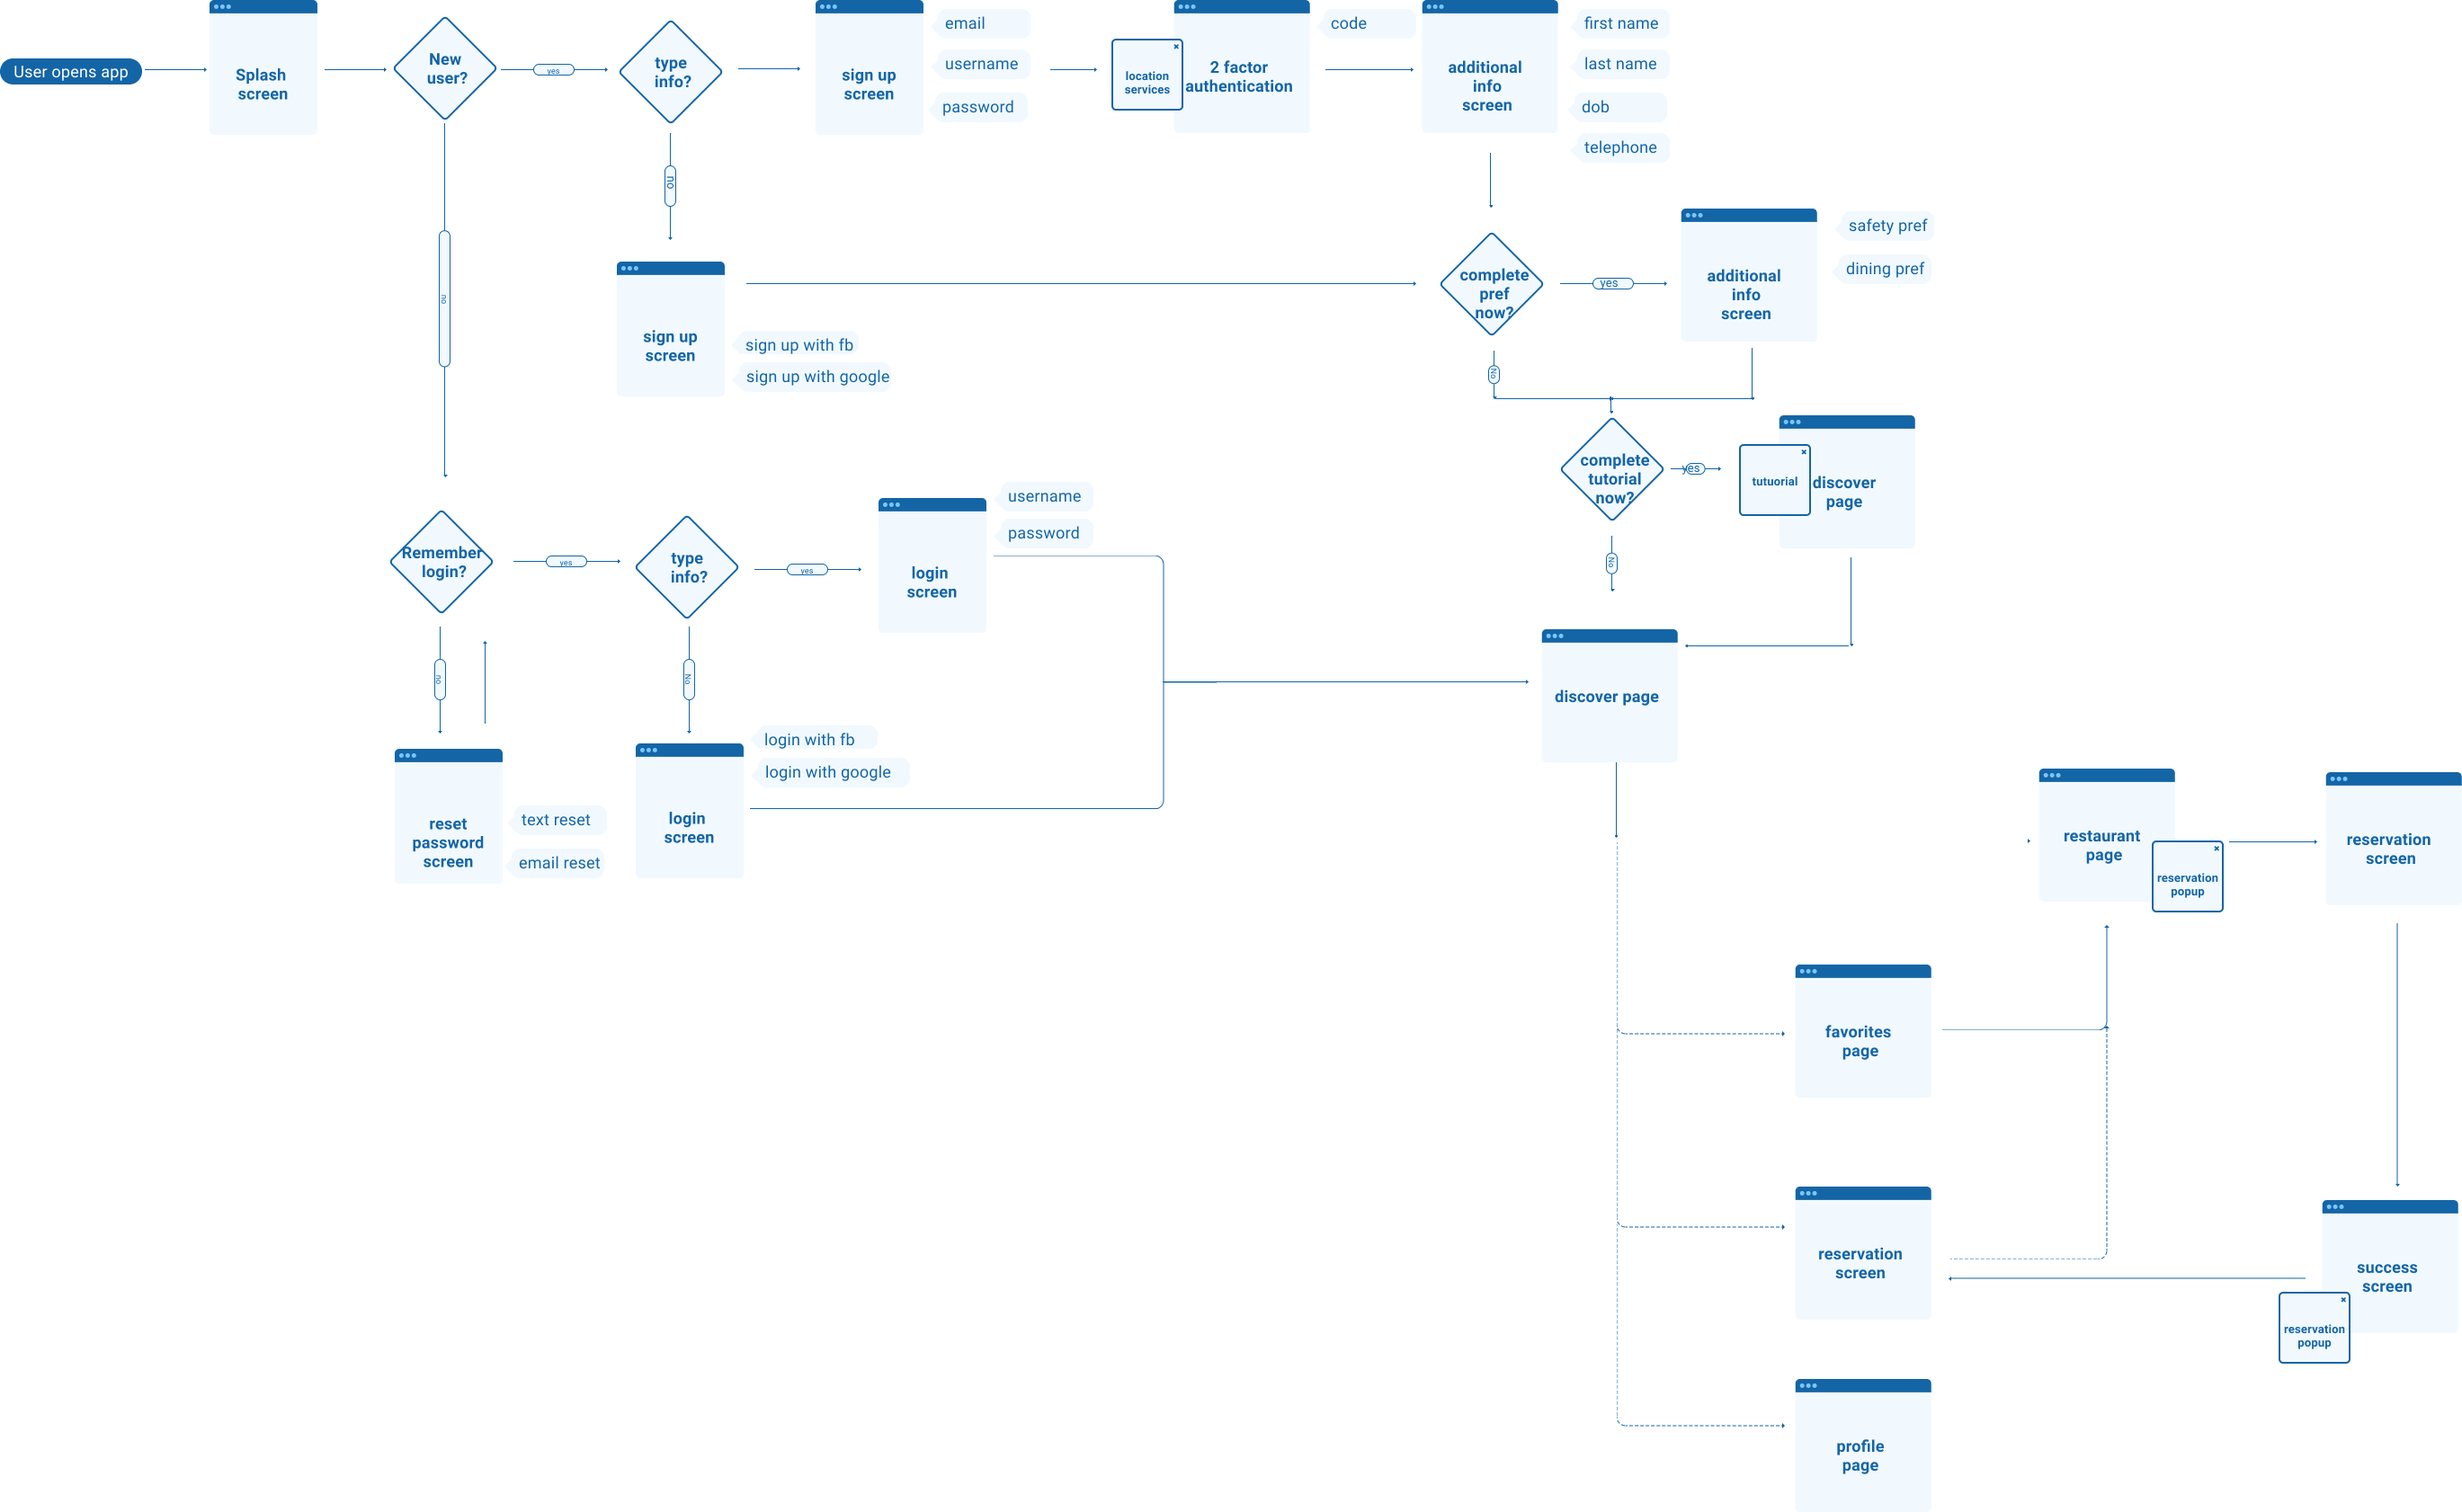 User opens app
Splash
screen
New
user?
yes
type
info?
sign up
screen
email
username
password
location
services
2 factor
authentication
code
additional
info
screen
first name
last name
dob
telephone
no
no
sign up
screen
sign up with fb
sign up with google
complete
pref
now?
yes
additional
info
screen
safety pref
dining pref
No
complete
tutorial
now?
yes
tutuorial
discover
page
No
Remember
login?
yes
type
info?
yes
login
screen
username
password
no
No
reset
password
screen
text reset
email reset
login
screen
login with fb
login with google
discover page
restaurant
page
reservation
popup
reservation
screen
favorites
page
reservation
screen
success
screen
reservation
popup
profile
page